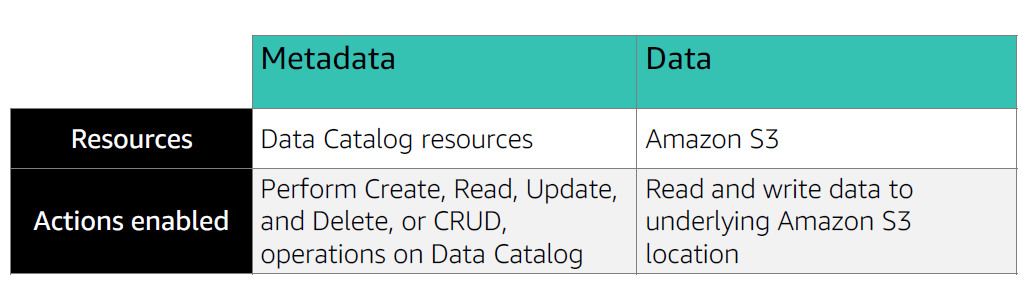 Metadata
Data
Resources
Data Catalog resources
Amazon S3
Actions enabled
Perform Create, Read, Update,
and Delete, or CRUD,
operations on Data Catalog
Read and write data to
underlying Amazon S3
location